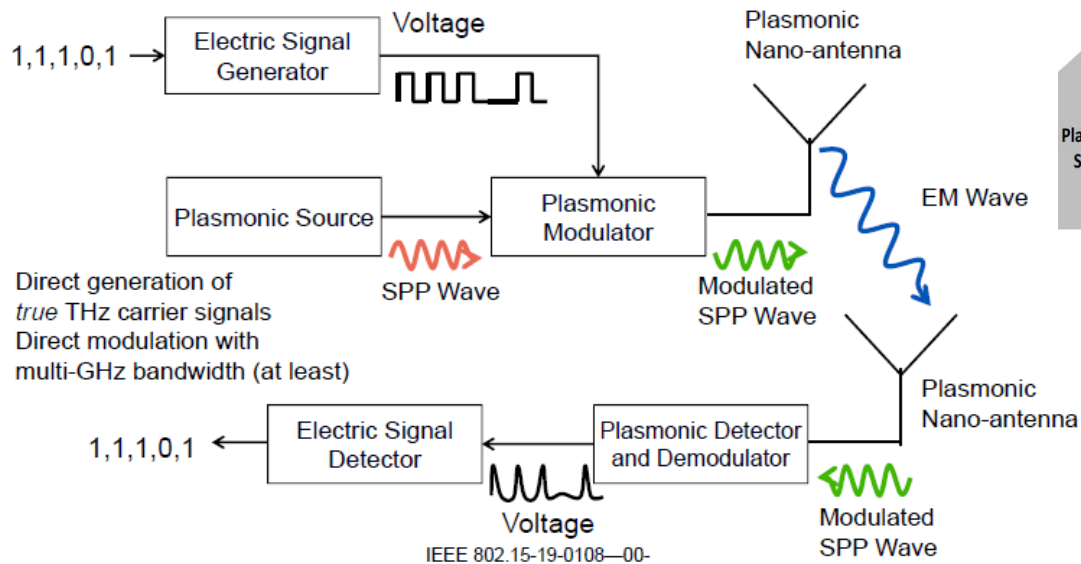 1,1,1,0,1
Electric Signal
Generator
Voltage
Plasmonic
Nano-antenna
Plasmonic Source
SPP Wave
Plasmonic
Modulator
Modulated
SPP Wave
EM Wave
Direct generation of
true THz carrier signals
Direct modulation with
multi-GHz bandwidth (at least)
Plasmonic
Nano-antenna
Modulated
SPP Wave
Plasmonic Detector
and Demodulator
Voltage
Electric Signal
Detector
1,1,1,0,1
IEEE 802.15-19-0108—00-